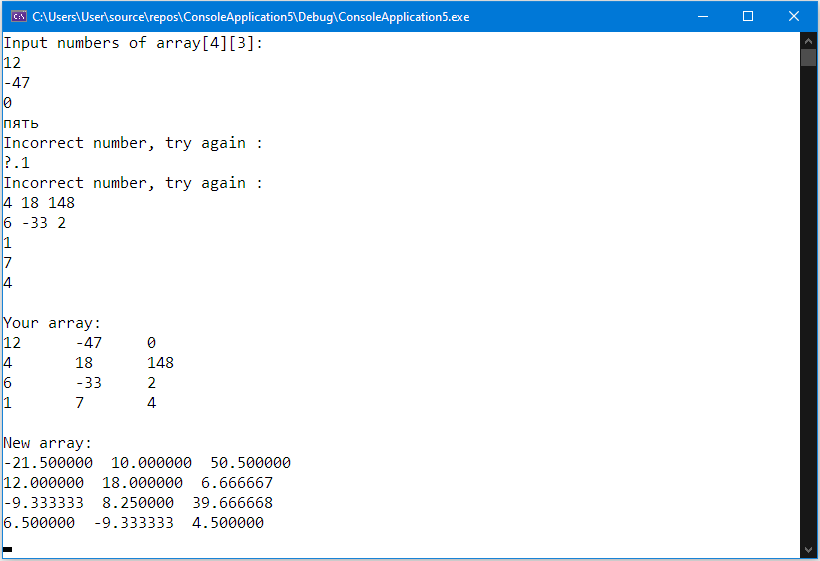 C:\Users\User\source\repos\ConsoleApplication5\Debug\ConsoleApplication5.exe
Input numbers of array[4][3]:
12
-47
0
пять
Incorrect number, try again :
?.1
Incorrect number, try again :
4 18 148
6 -33 2
1
7
4
Your array:
12 -47 0
4 18 148
6 -33 2
1 7 4
New array:
-21.500000 10.000000 50.500000
12.000000 18.000000 6.666667
-9.333333 8.250000 39.666668
6.500000 -9.333333 4.500000